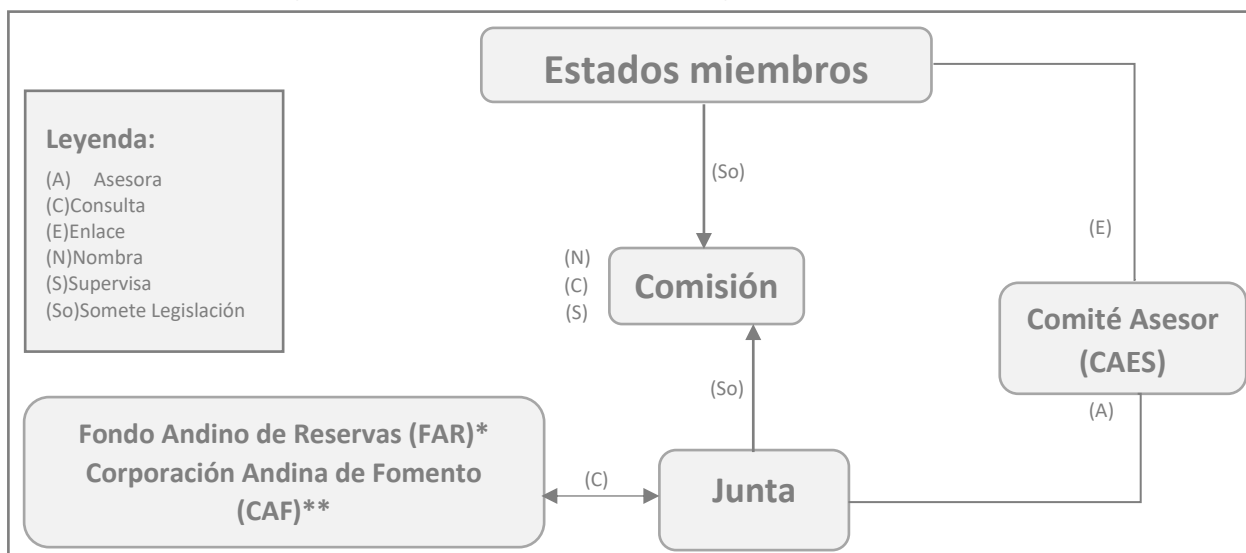 Estados miembros
Leyenda:
(A) Asesora
(C)Consulta
(E)Enlace
(N)Nombra
(S)Supervisa
(So)Somete Legislación
(So)
(E)
(N)
(C)
(S)
Comisión
Comité Asesor
(CAES)
(So)
(A)
Fondo Andino de Reservas (FAR)*
Corporación Andina de Fomento
(CAF)**
(C)
Junta